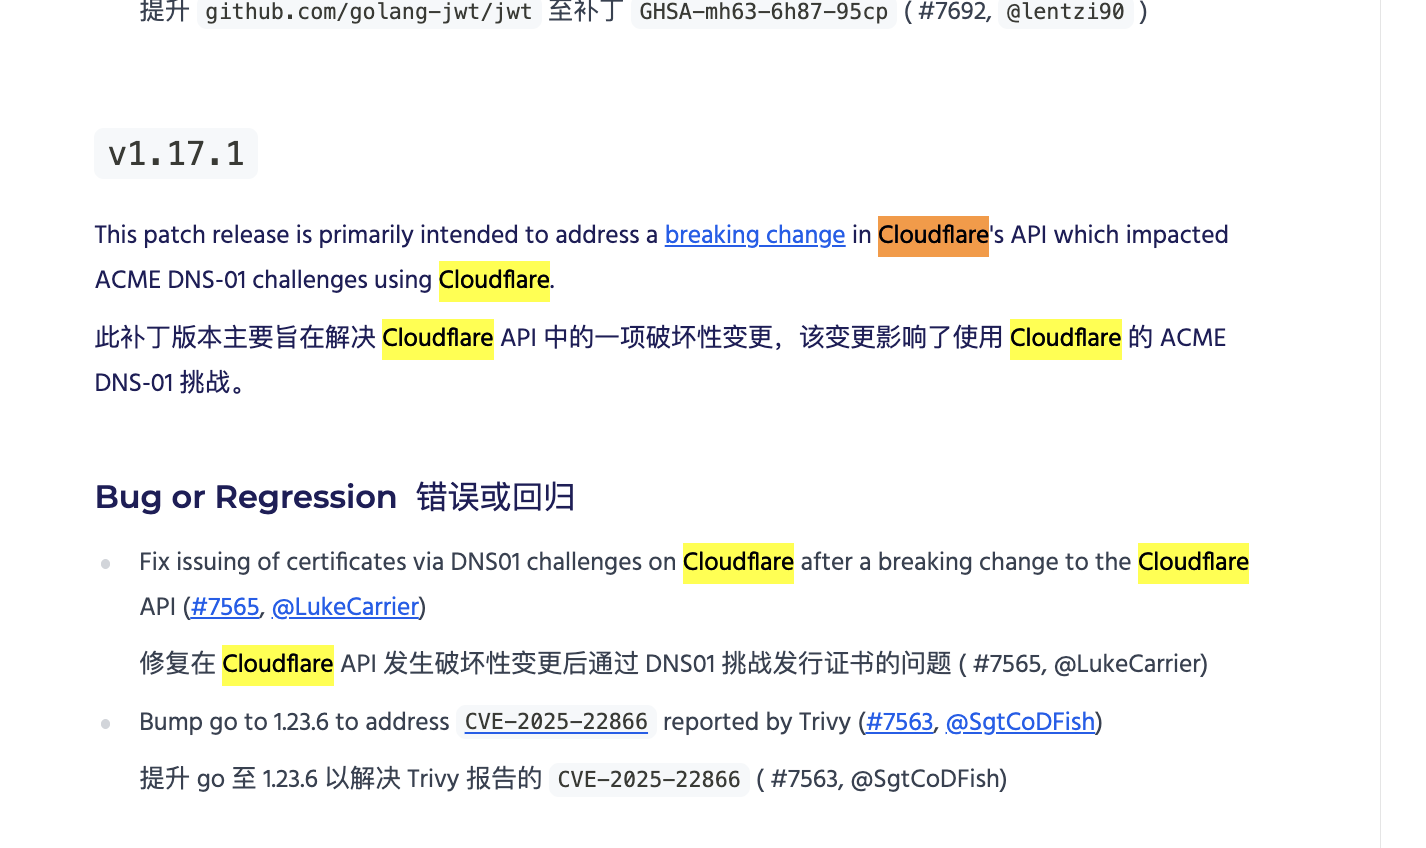 提升 github.com/golang-jwt/jwt 至补丁 GHSA-mh63-6h87-95cp ( #7692, @lentzi90 )
v1.17.1
This patch release is primarily intended to address a breaking change in Cloudflare's API which impacted
ACME DNS-01 challenges using Cloudflare.
此补丁版本主要旨在解决 Cloudflare API 中的一项破坏性变更，该变更影响了使用 Cloudflare 的 ACME
DNS-01 挑战。
Bug or Regression 错误或回归
Fix issuing of certificates via DNS01 challenges on Cloudflare after a breaking change to the Cloudflare
API (#7565, @LukeCarrier)
修复在 Cloudflare API 发生破坏性变更后通过 DNS01 挑战发行证书的问题 ( #7565, @LukeCarrier)
Bump go to 1.23.6 to address CVE-2025-22866 reported by Trivy (#7563, @SgtCoDFish)
提升 go 至 1.23.6 以解决 Trivy 报告的 CVE-2025-22866 ( #7563, @SgtCoDFish)